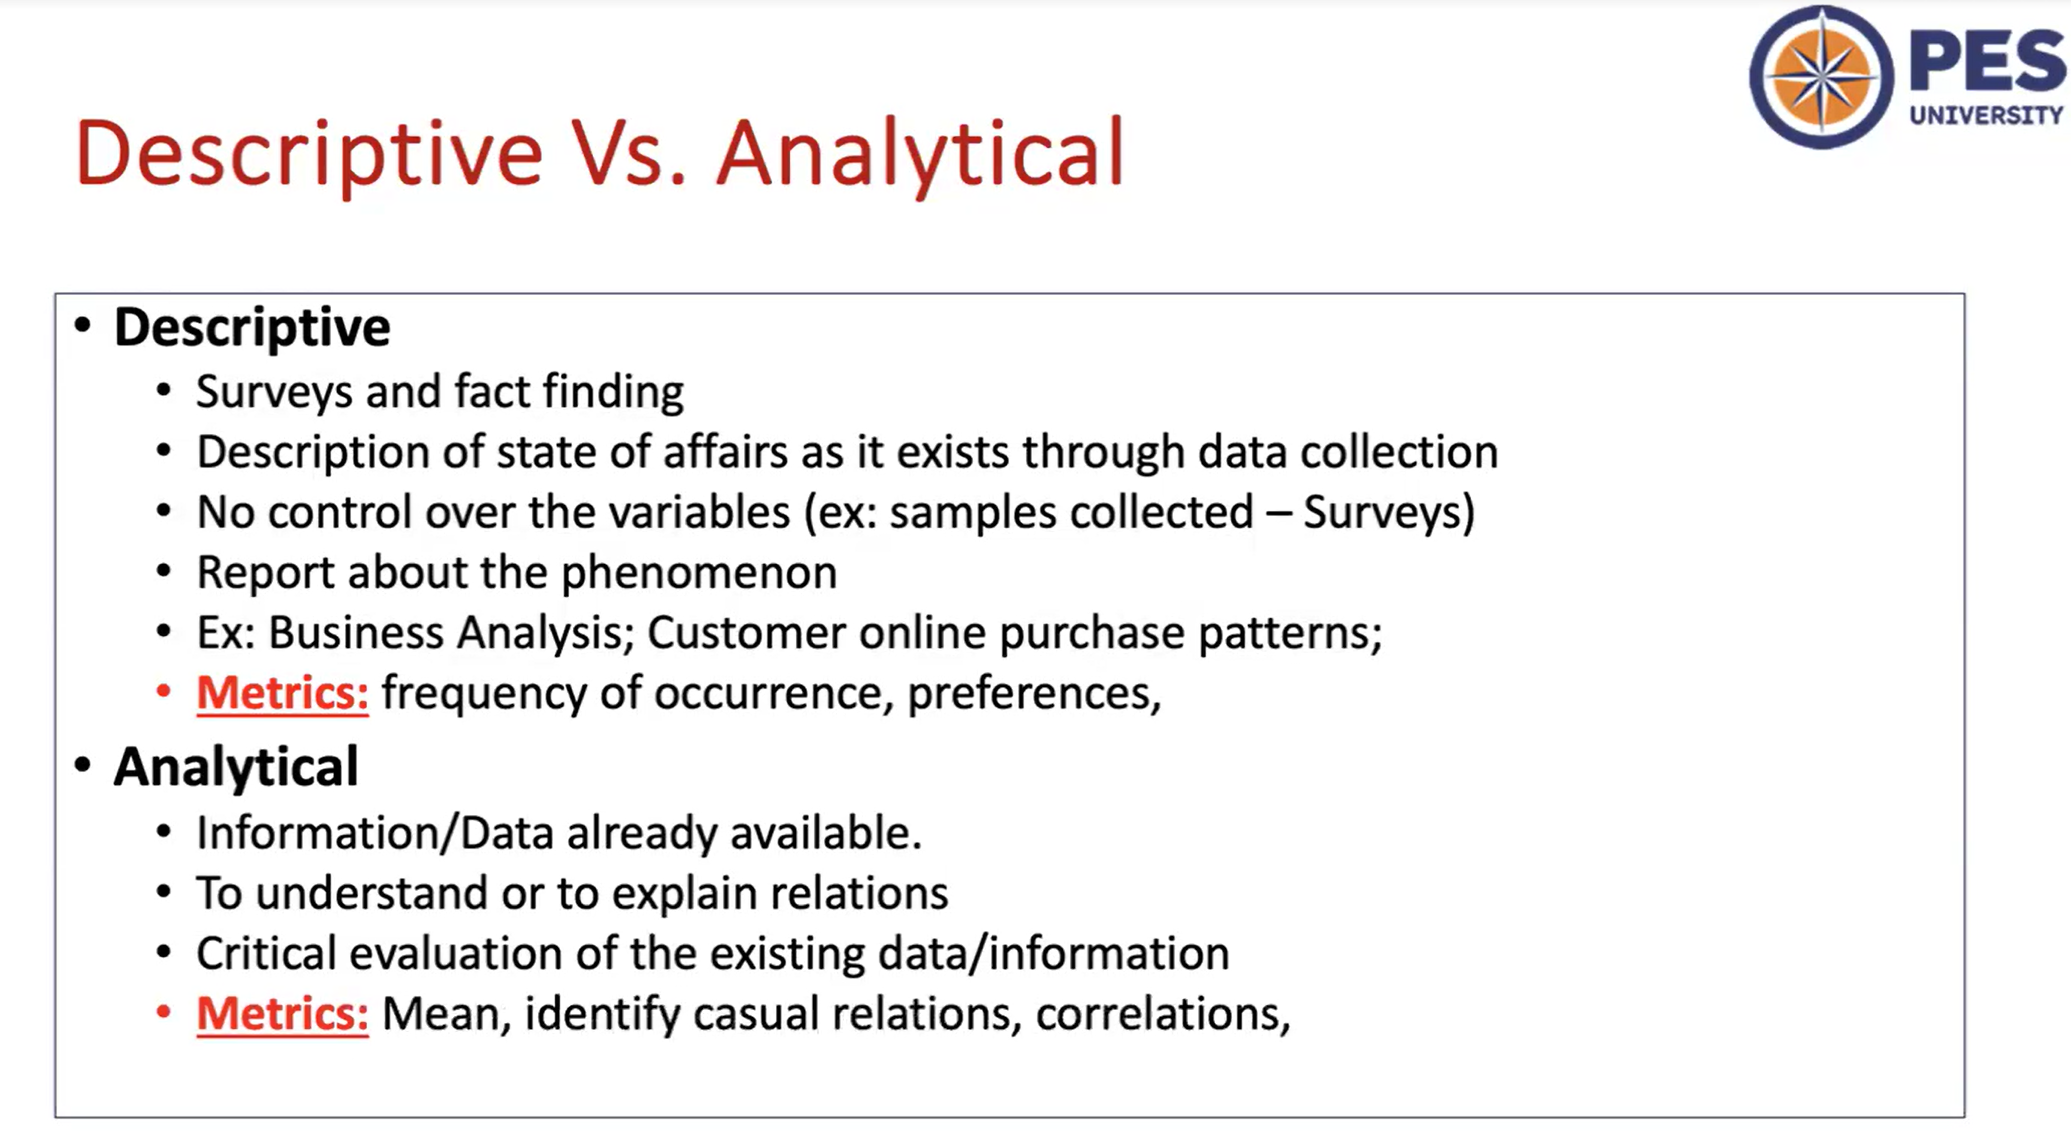 PES
UNIVERSITY
Descriptive Vs. Analytical
• Descriptive
• Surveys and fact finding
• Description of state of affairs as it exists through data collection
• No control over the variables (ex: samples collected – Surveys)
• Report about the phenomenon
• Ex: Business Analysis; Customer online purchase patterns;
• Metrics: frequency of occurrence, preferences,
• Analytical
• Information/Data already available.
• To understand or to explain relations
• Critical evaluation of the existing data/information
• Metrics: Mean, identify casual relations, correlations,